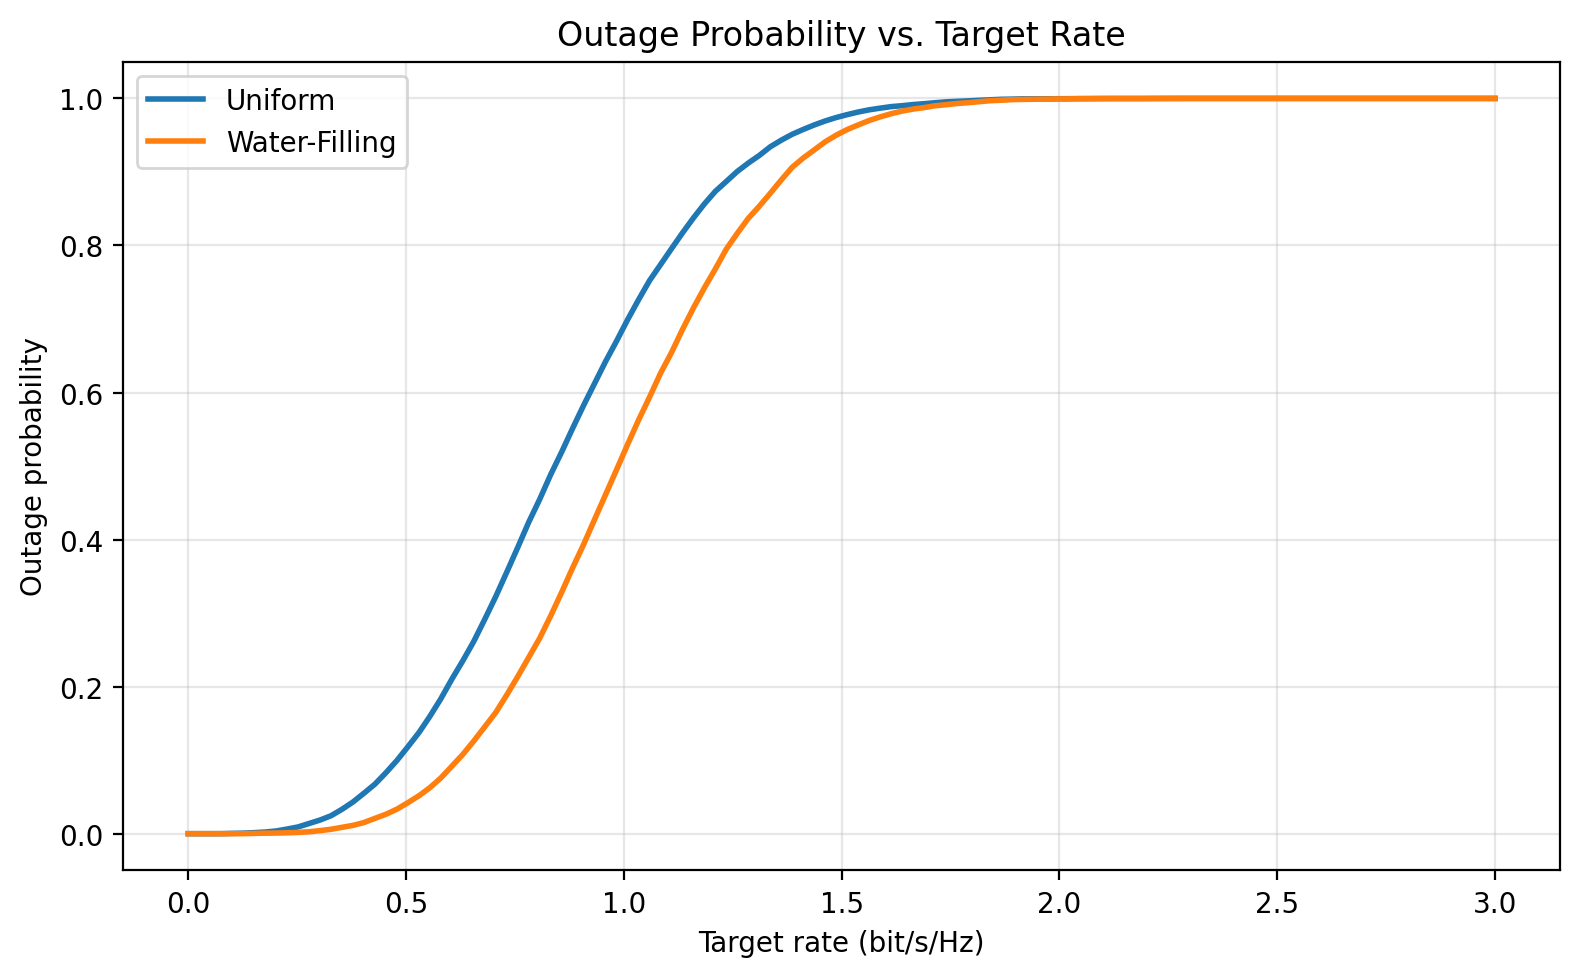 Outage Probability vs. Target Rate
Uniform
Water-Filling
Outage probability
1.0
0.8
0.6
0.4
0.2
0.0
0.0 0.5 1.0 1.5 2.0 2.5 3.0
Target rate (bit/s/Hz)